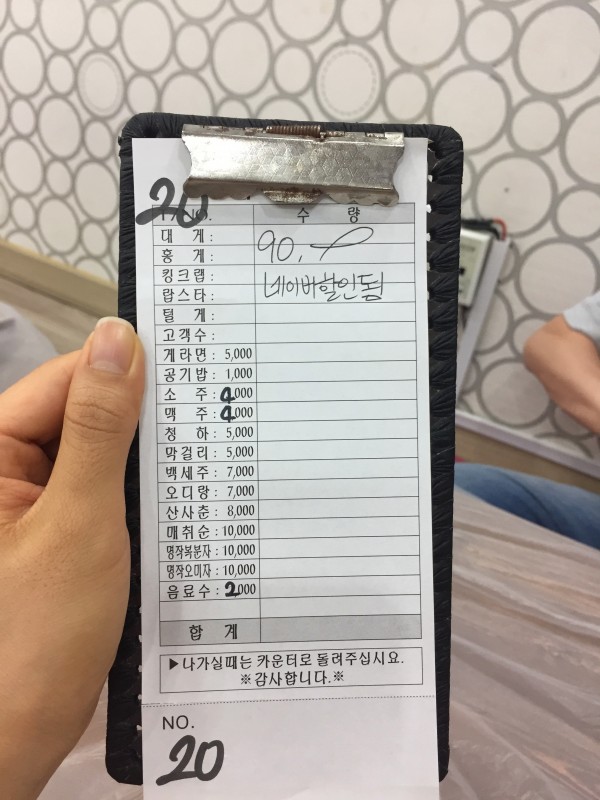 20
NO. 수 량
대 게 : 90,
홍 게 :
킹크랩 : 네이버할인됨
랍스타 :
털 게 :
고객수 :
게라면 : 5,000
공기밥 : 1,000
소 주 : 4,000
맥 주 : 4,000
청 하 : 5,000
막걸리 : 5,000
백세주 : 7,000
오디랑 : 7,000
산사춘 : 8,000
매취순 : 10,000
명작복분자 : 10,000
명작오미자 : 10,000
음료수 : 2,000
합 계
▶나가실때는 카운터로 돌려주십시요.
※감사합니다.※
NO.
20